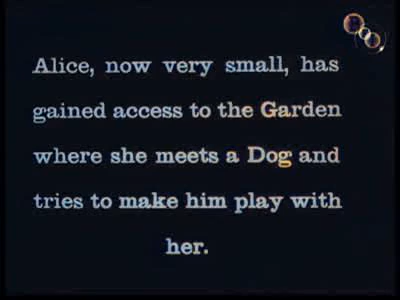 Alice, now very small, has
gained access to the Garden
where she meets a Dog and
tries to make him play with
her.